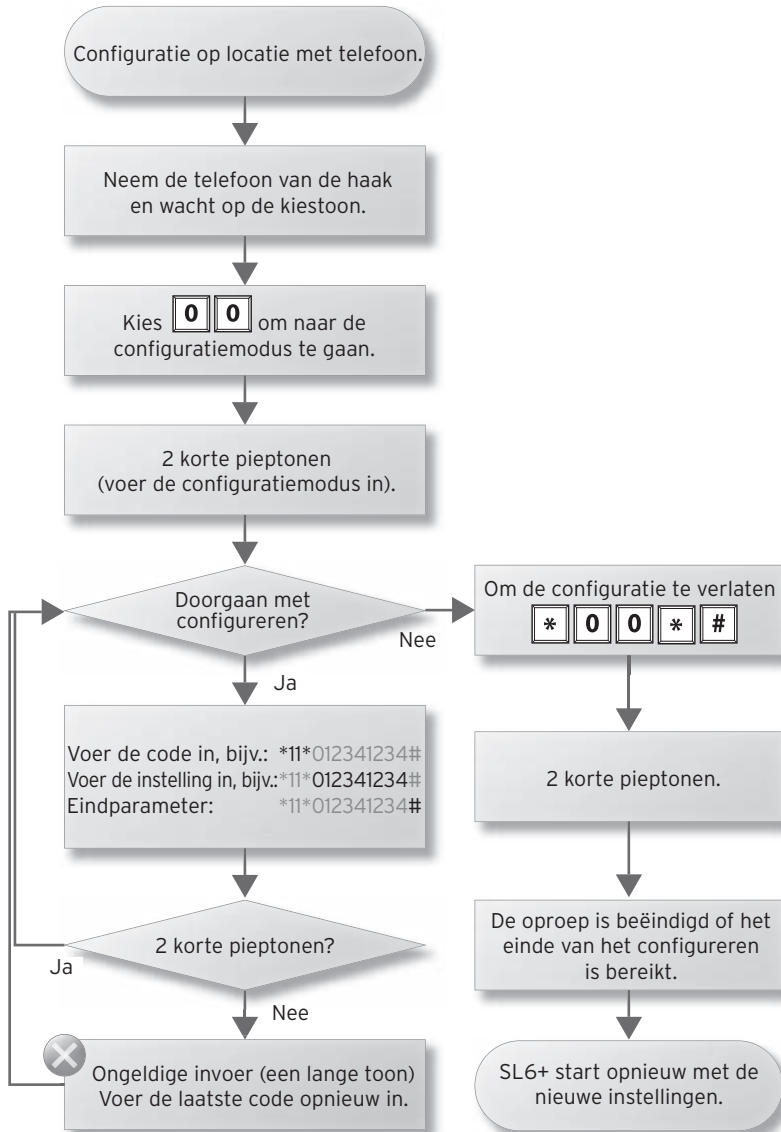 Configuratie op locatie met telefoon.
Neem de telefoon van de haak
en wacht op de kiestoon.
Kies 0 0 om naar de
configuratiemodus te gaan.
2 korte pieptonen
(voer de configuratiemodus in).
Doorgaan met
configureren?
Nee
Ja
Voer de code in, bijv.: *11*012341234#
Voer de instelling in, bijv.:*11*012341234#
Eindparameter: *11*012341234#
2 korte pieptonen?
Ja
Nee
Ongeldige invoer (een lange toon)
Voer de laatste code opnieuw in.
Om de configuratie te verlaten
* 0 0 * #
2 korte pieptonen.
De oproep is beëindigd of het
einde van het configureren
is bereikt.
SL6+ start opnieuw met de
nieuwe instellingen.